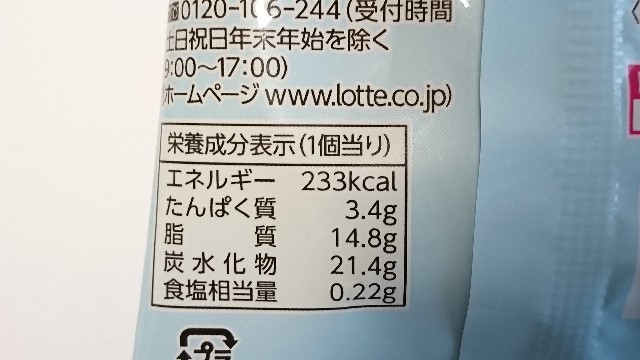 0120-106-244(受付時間
土日祝日年末年始を除く
9:00〜17:00)
(ホームページ www.lotte.co.jp)
栄養成分表示(1個当り)
エネルギー 233kcal
たんぱく質 3.4g
脂質 14.8g
炭水化物 21.4g
食塩相当量 0.22g
プラ